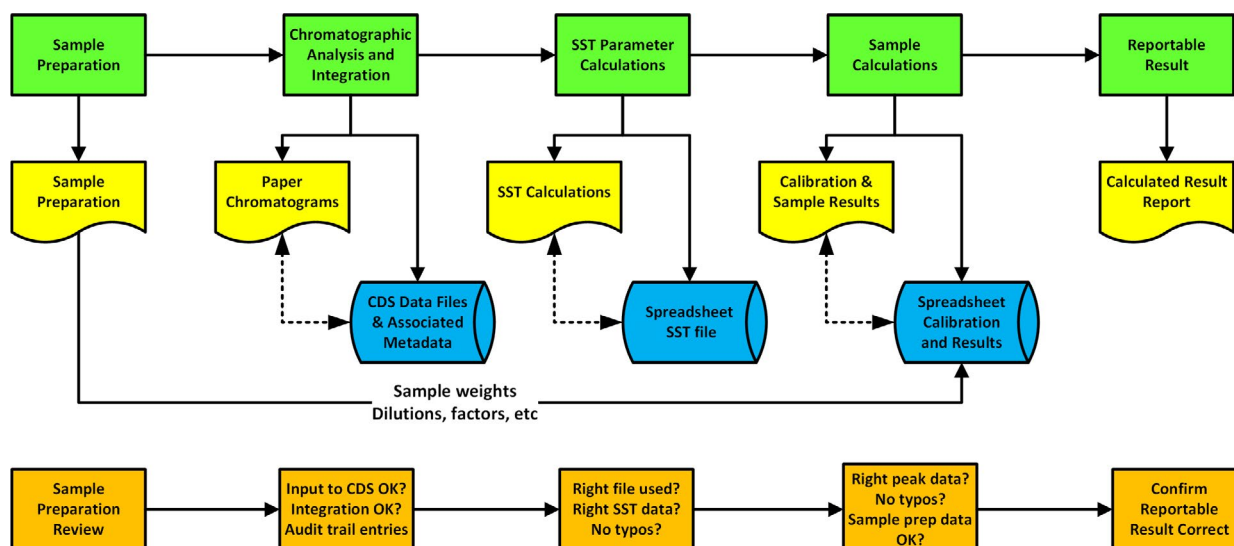 Sample
Preparation
Chromatographic
Analysis and
Integration
SST Parameter
Calculations
Sample
Calculations
Reportable
Result
Sample
Preparation
Paper
Chromatograms
SST Calculations
Calibration &
Sample Results
Calculated Result
Report
CDS Data Files
& Associated
Metadata
Spreadsheet
SST file
Spreadsheet
Calibration
and Results
Sample weights
Dilutions, factors, etc
Sample
Preparation
Review
Input to CDS OK?
Integration OK?
Audit trail entries
Right file used?
Right SST data?
No typos?
Right peak data?
No typos?
Sample prep data
OK?
Confirm
Reportable
Result Correct